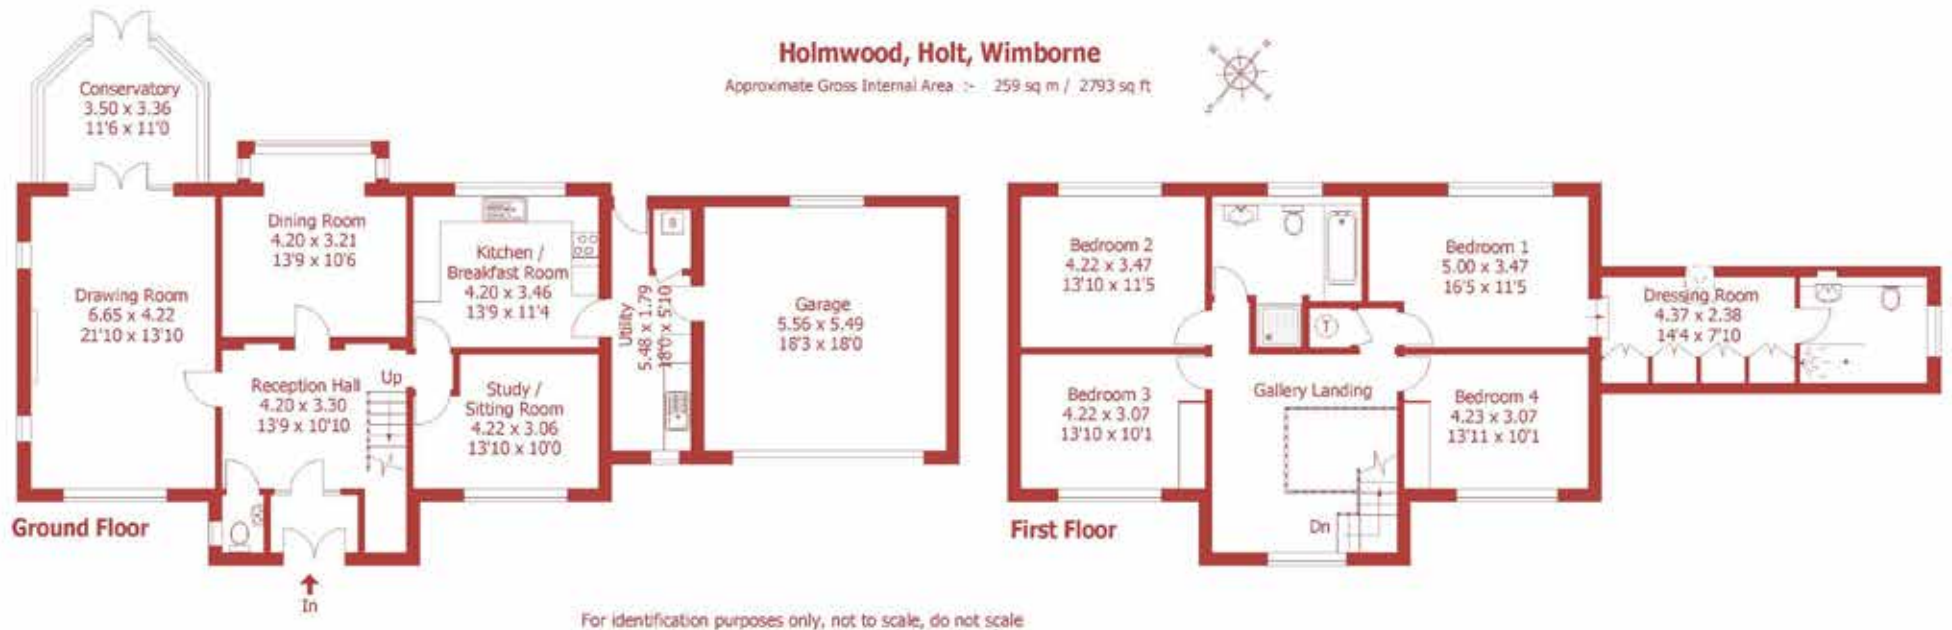 Holmwood, Holt, Wimborne
Approximate Gross Internal Area :- 259 sq m / 2793 sq ft
Conservatory
3.50 x 3.36
11'6 x 11'0
Dining Room
4.20 x 3.21
13'9 x 10'6
Kitchen /
Breakfast Room
4.20 x 3.46
13'9 x 11'4
Drawing Room
6.65 x 4.22
21'10 x 13'10
Utility
5.48 x 1.79
18'0 x 5'10
Garage
5.56 x 5.49
18'3 x 18'0
Reception Hall
4.20 x 3.30
13'9 x 10'10
Up
Study /
Sitting Room
4.22 x 3.06
13'10 x 10'0
Ground Floor
In
Bedroom 2
4.22 x 3.47
13'10 x 11'5
Bedroom 1
5.00 x 3.47
16'5 x 11'5
Dressing Room
4.37 x 2.38
14'4 x 7'10
T
Bedroom 3
4.22 x 3.07
13'10 x 10'1
Gallery Landing
Bedroom 4
4.23 x 3.07
13'11 x 10'1
Dn
First Floor
For identification purposes only, not to scale, do not scale